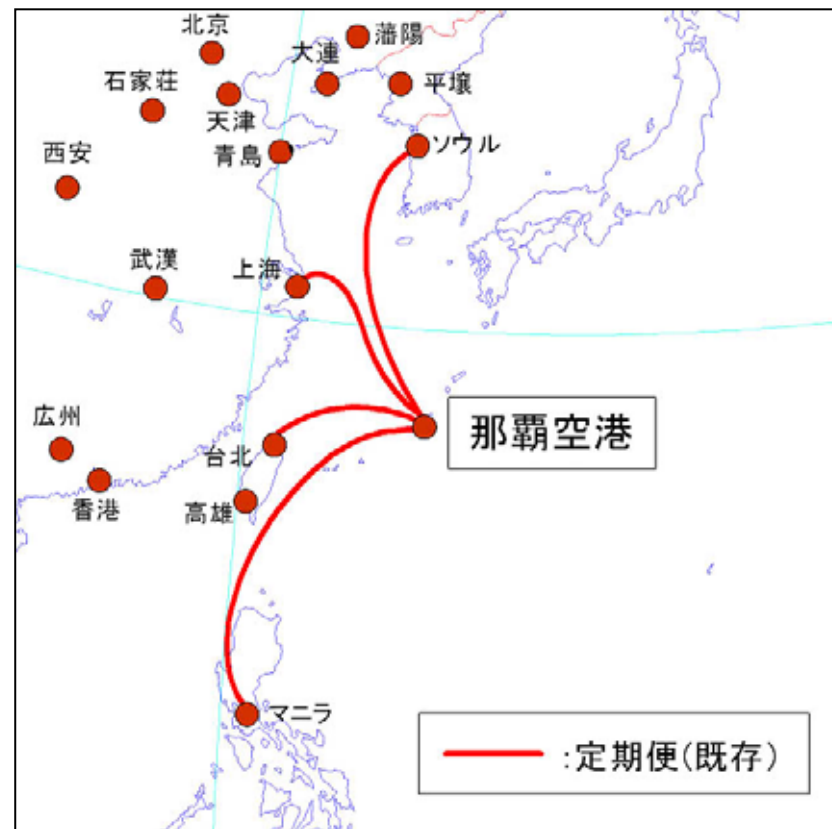 北京
藩陽
大連
石家荘
平壌
天津
ソウル
青島
西安
武漢
上海
広州
那覇空港
台北
香港
高雄
マニラ
:定期便(既存)